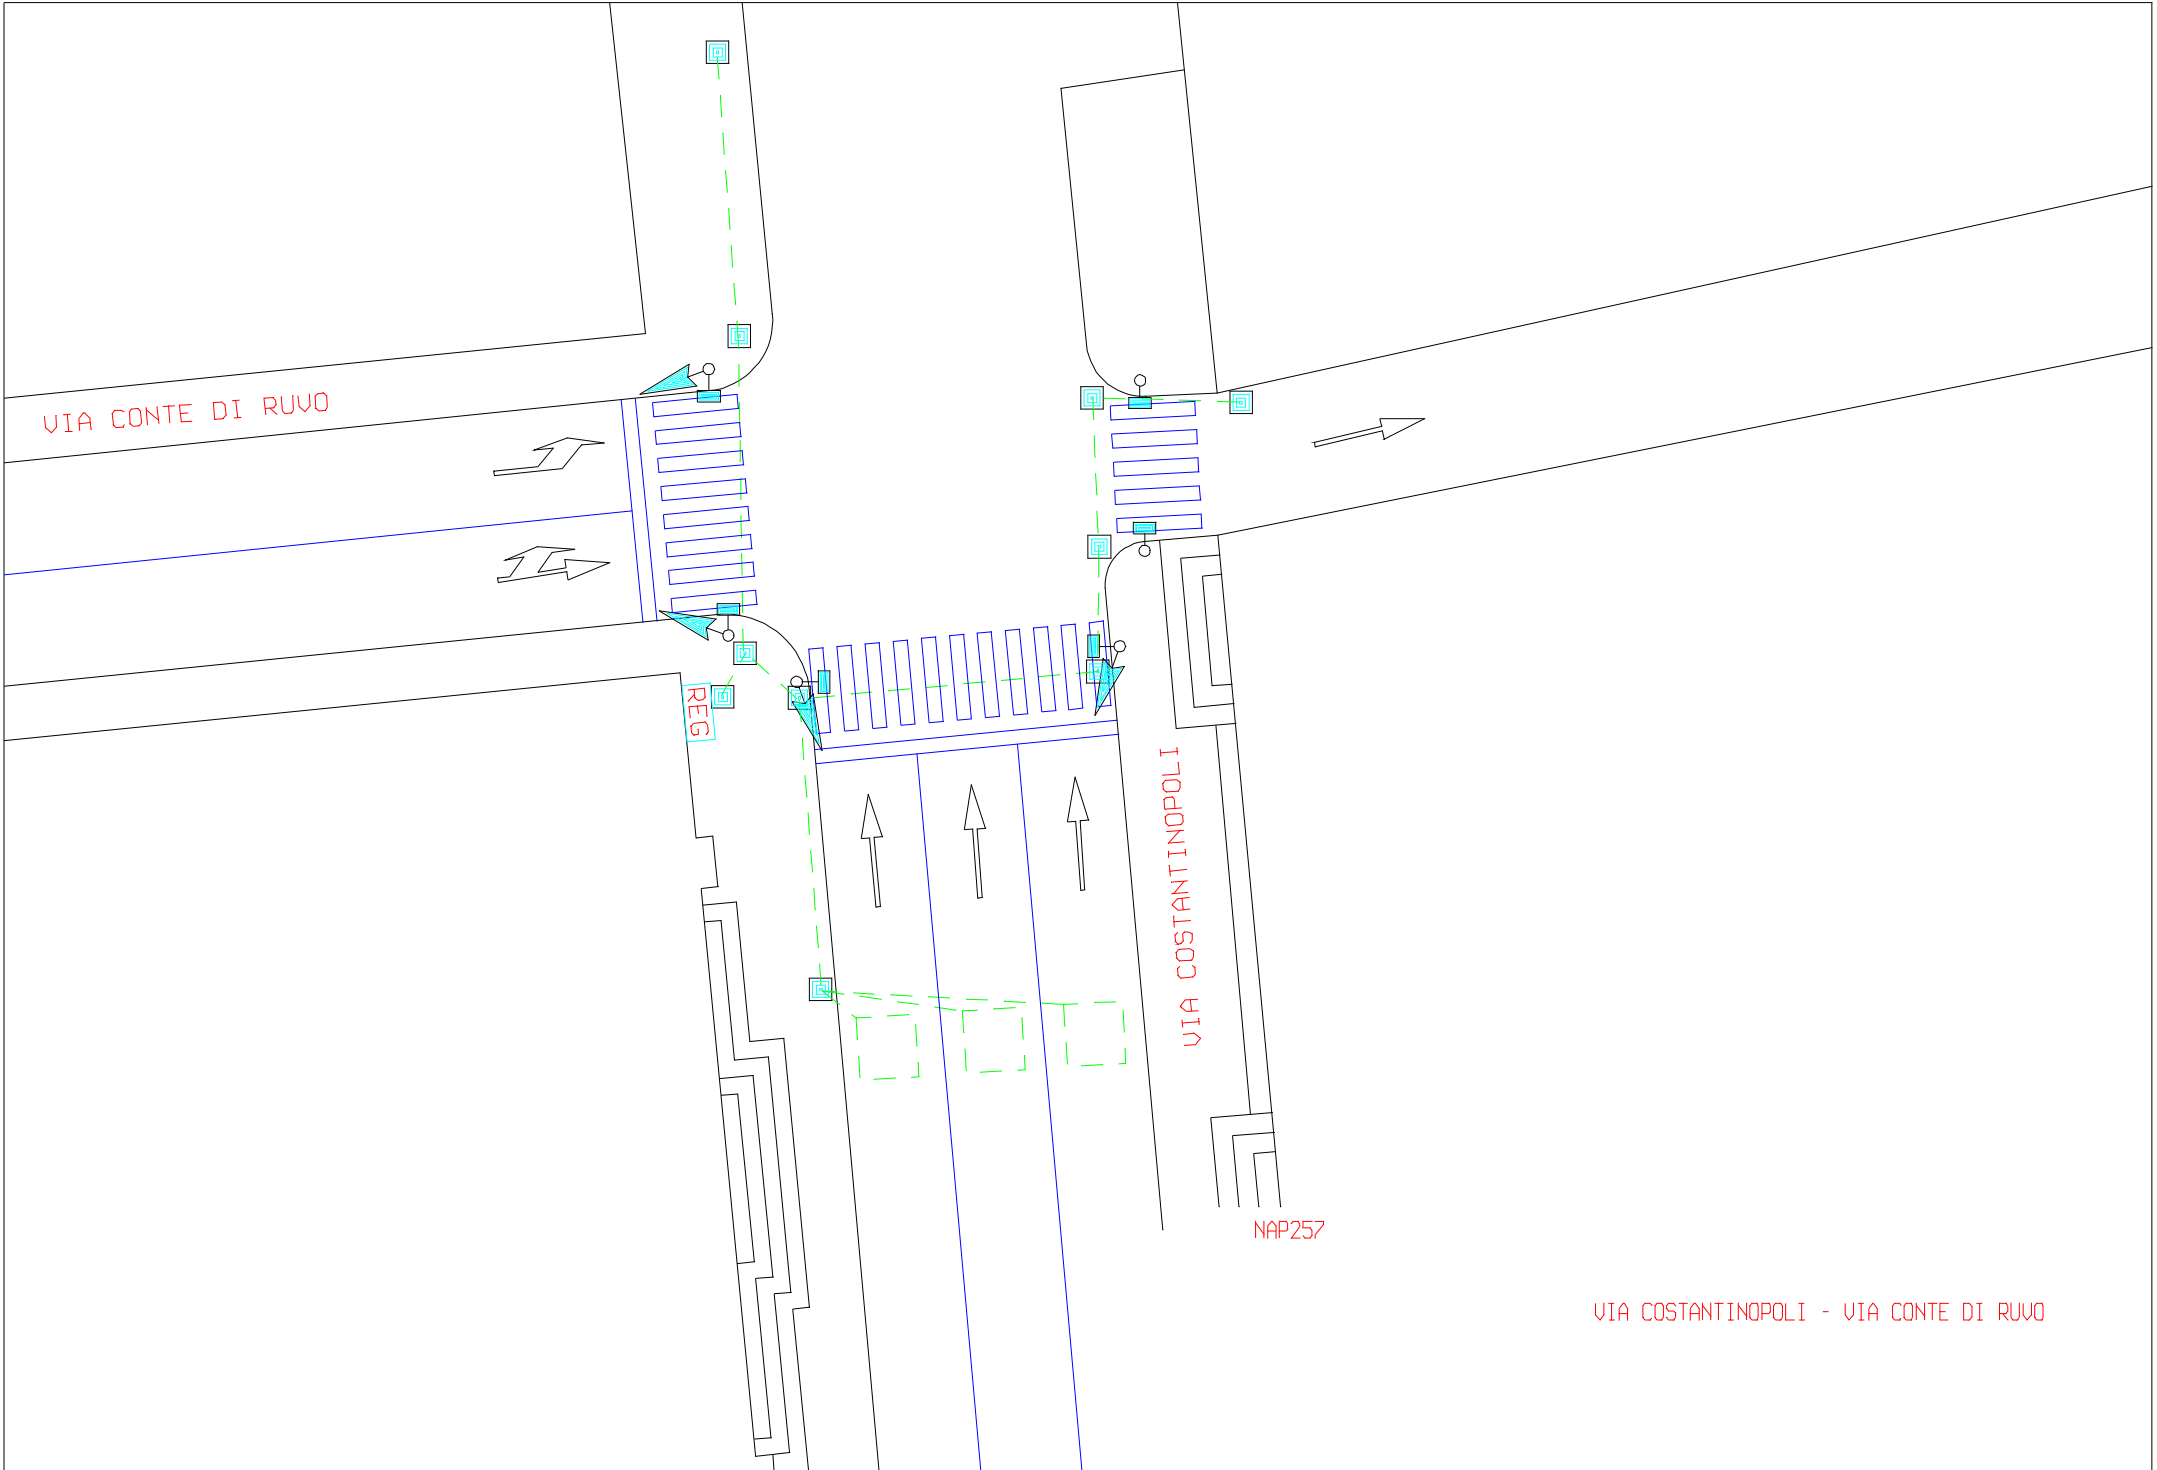 VIA CONTE DI RUVO
REG
VIA COSTANTINOPOLI
NAP257
VIA COSTANTINOPOLI - VIA CONTE DI RUVO